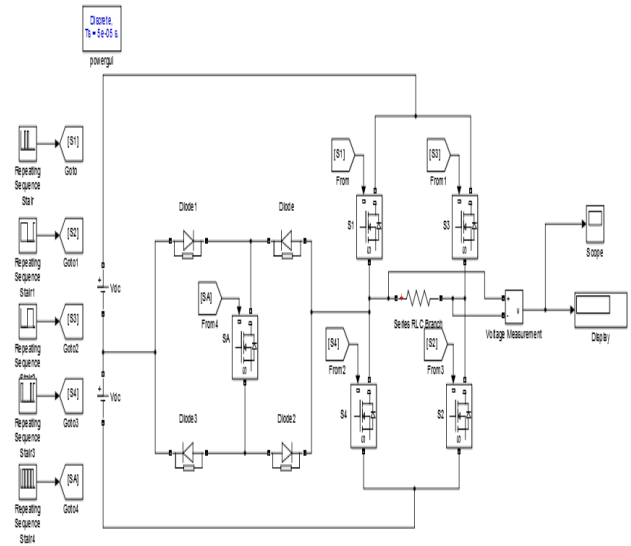 Discrete,
Ts = 5e-05 s.
powergui
[S1]
Goto
Repeating
Sequence
Stair
[S2]
Goto1
Repeating
Sequence
Stair1
[S3]
Goto2
Repeating
Sequence
[S4]
Goto3
Repeating
Sequence
Stair3
[SA]
Goto4
Repeating
Sequence
Stair4
Vdc
Vdc
Diode1
Diode
[SA]
From4
SA
Diode3
Diode2
[S1]
From
S1
[S3]
From1
S3
Series RLC Branch
[S4]
From2
S4
[S2]
From3
S2
+
-
v
Voltage Measurement
Scope
Display